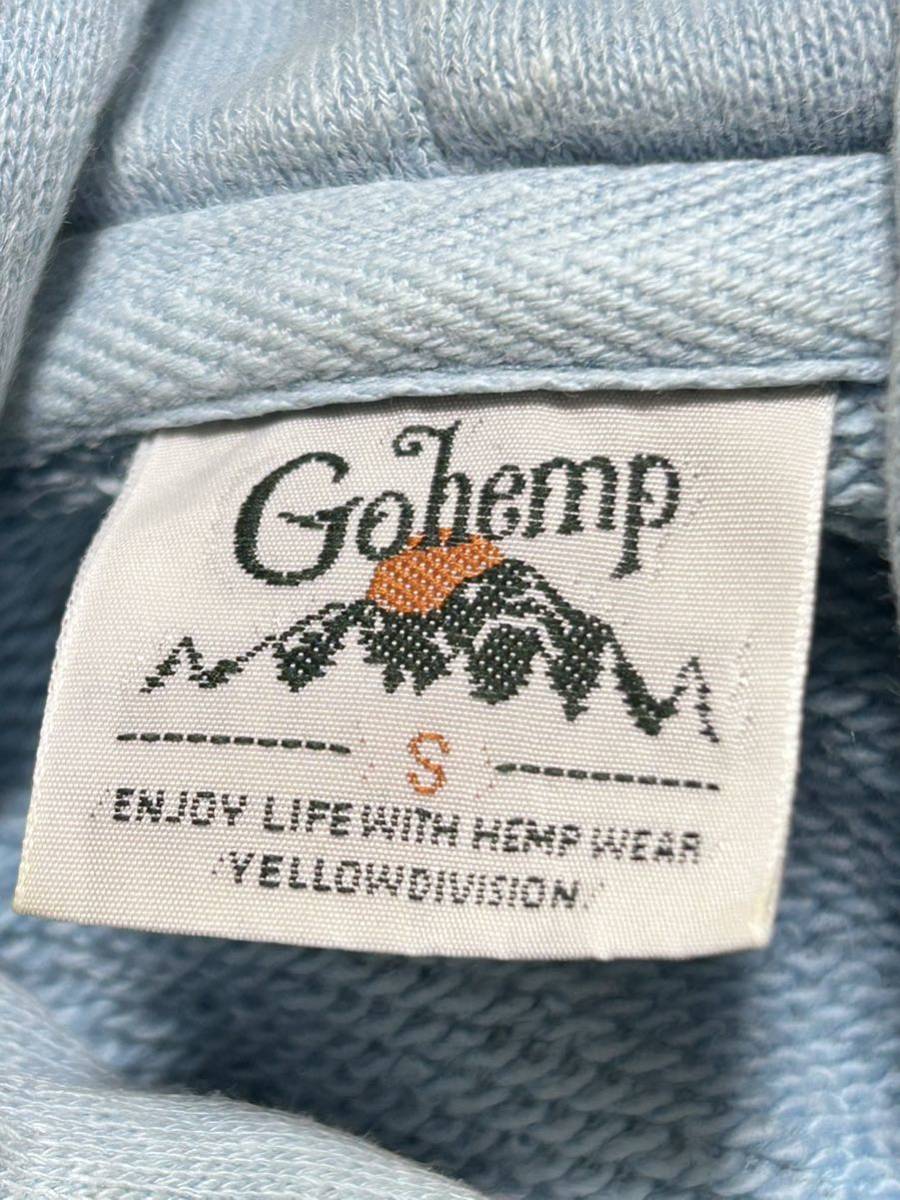 Gohemp
S
ENJOY LIFE WITH HEMP WEAR
YELLOWDIVISION